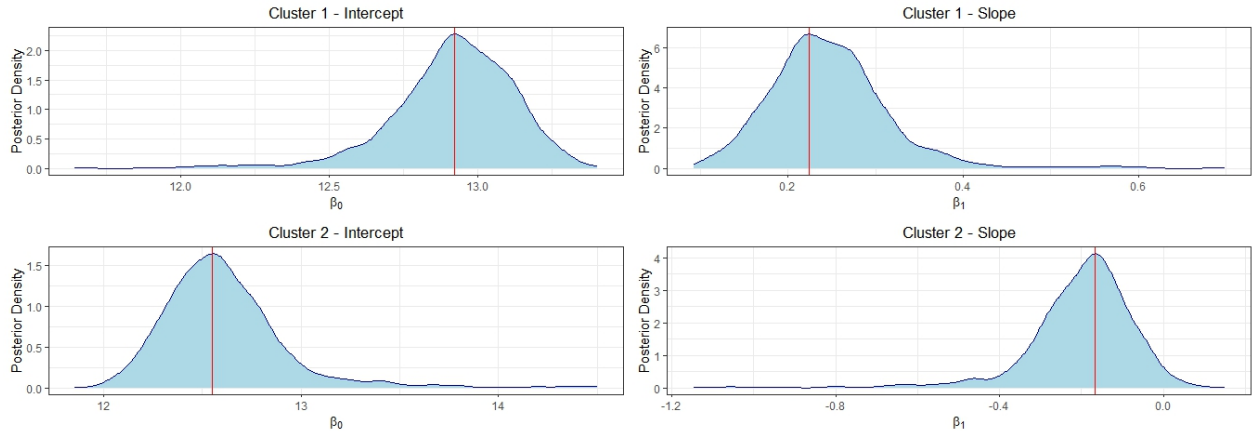 Cluster 1 - Intercept
Posterior Density
2.0
1.5
1.0
0.5
0.0
12.0
12.5
13.0
β0
Cluster 1 - Slope
Posterior Density
6
4
2
0
0.2
0.4
0.6
β1
Cluster 2 - Intercept
Posterior Density
1.5
1.0
0.5
0.0
12
13
14
β0
Cluster 2 - Slope
Posterior Density
4
3
2
1
0
-1.2
-0.8
-0.4
0.0
β1